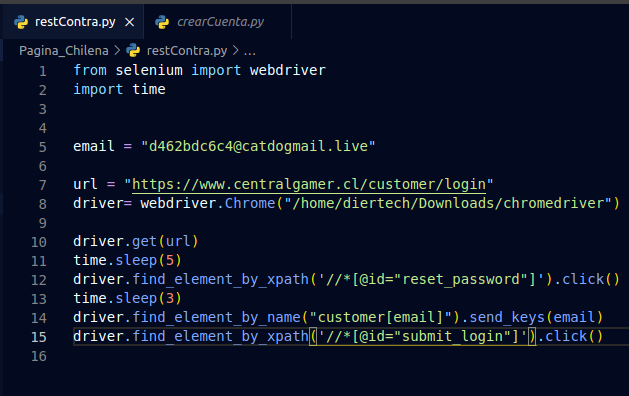 restContra.py ×  crearCuenta.py
Pagina_Chilena > restContra.py > ...
1 from selenium import webdriver
2 import time
3
4
5 email = "d462bdc6c4@catdogmail.live"
6
7 url = "https://www.centralgamer.cl/customer/login"
8 driver= webdriver.Chrome("/home/diertech/Downloads/chromedriver")
9
10 driver.get(url)
11 time.sleep(5)
12 driver.find_element_by_xpath('//*[@id="reset_password"]').click()
13 time.sleep(3)
14 driver.find_element_by_name("customer[email]").send_keys(email)
15 driver.find_element_by_xpath('//*[@id="submit_login"]').click()
16